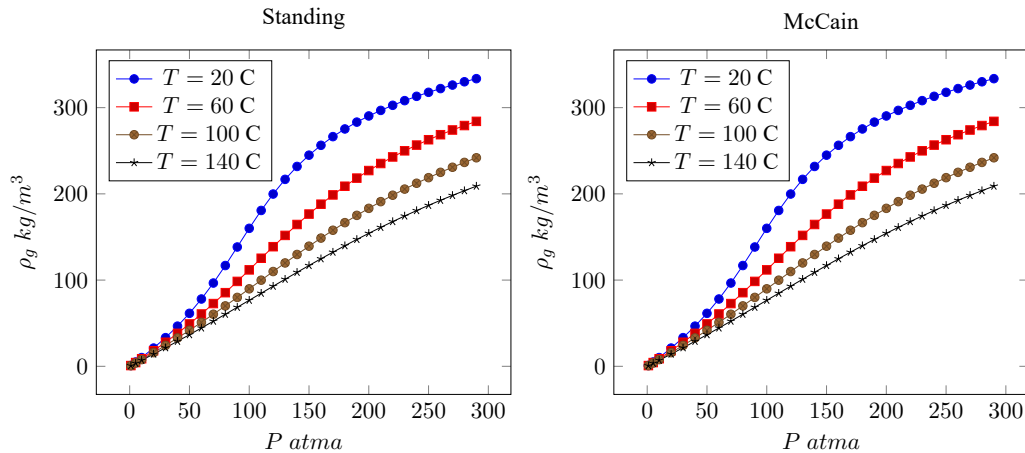 Standing
T = 20 C
T = 60 C
T = 100 C
T = 140 C
300
200
100
0
ρg kg/m³
0 50 100 150 200 250 300
P atma
McCain
T = 20 C
T = 60 C
T = 100 C
T = 140 C
300
200
100
0
ρg kg/m³
0 50 100 150 200 250 300
P atma